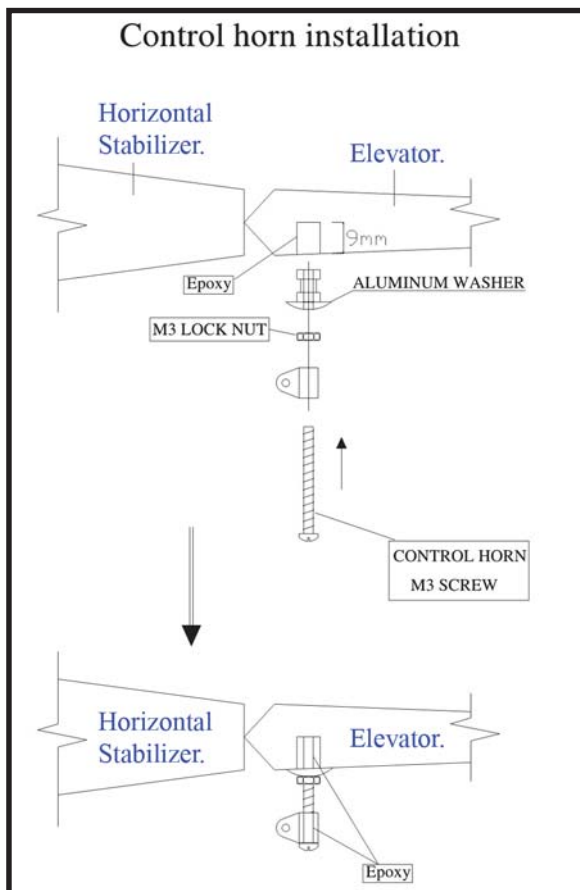 Control horn installation
Horizontal
Stabilizer.
Elevator.
9mm
Epoxy
ALUMINUM WASHER
M3 LOCK NUT
CONTROL HORN
M3 SCREW
Horizontal
Stabilizer.
Elevator.
Epoxy